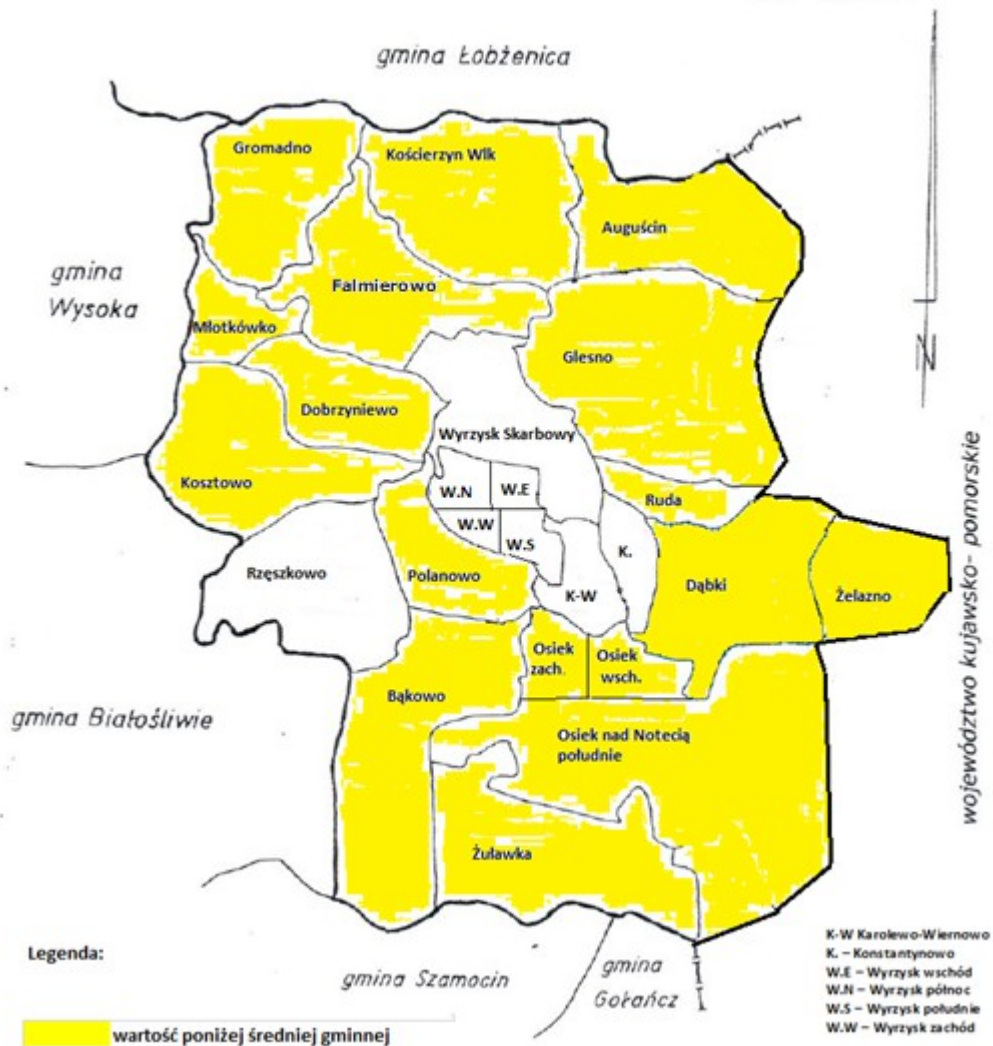 gmina Łobżenica
Gromadno
Kościerzyn Wlk
Auguścin
gmina
Wysoka
Falmierowo
Młotkówko
Glesno
N
Dobrzyniewo
Wyrzysk Skarbowy
Kosztowo
W.N
W.E
Ruda
W.W
W.S
K.
Rzęszkowo
Polanowo
K-W
Dąbki
Żelazno
województwo kujawsko- pomorskie
Osiek
zach.
Osiek
wsch.
Bąkowo
gmina Białośliwie
Osiek nad Notecią
południe
Żuławka
Legenda:
gmina Szamocin
gmina
Gołańcz
K-W Karolewo-Wiernowo
K. – Konstantynowo
W.E – Wyrzysk wschód
W.N – Wyrzysk północ
W.S – Wyrzysk południe
W.W – Wyrzysk zachód
wartość poniżej średniej gminnej